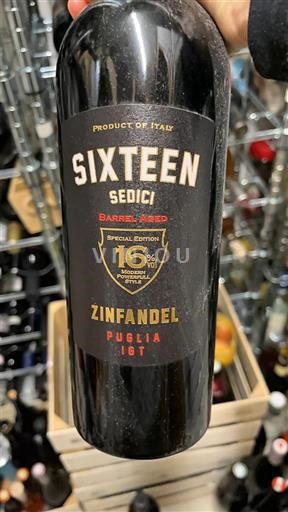 PRODUCT OF ITALY
SIXTEEN
SEDICI
BARREL AGED
SPECIAL EDITION
16%
VOL
MODERN
POWERFULL
STYLE
ZINFANDEL
PUGLIA
IGT